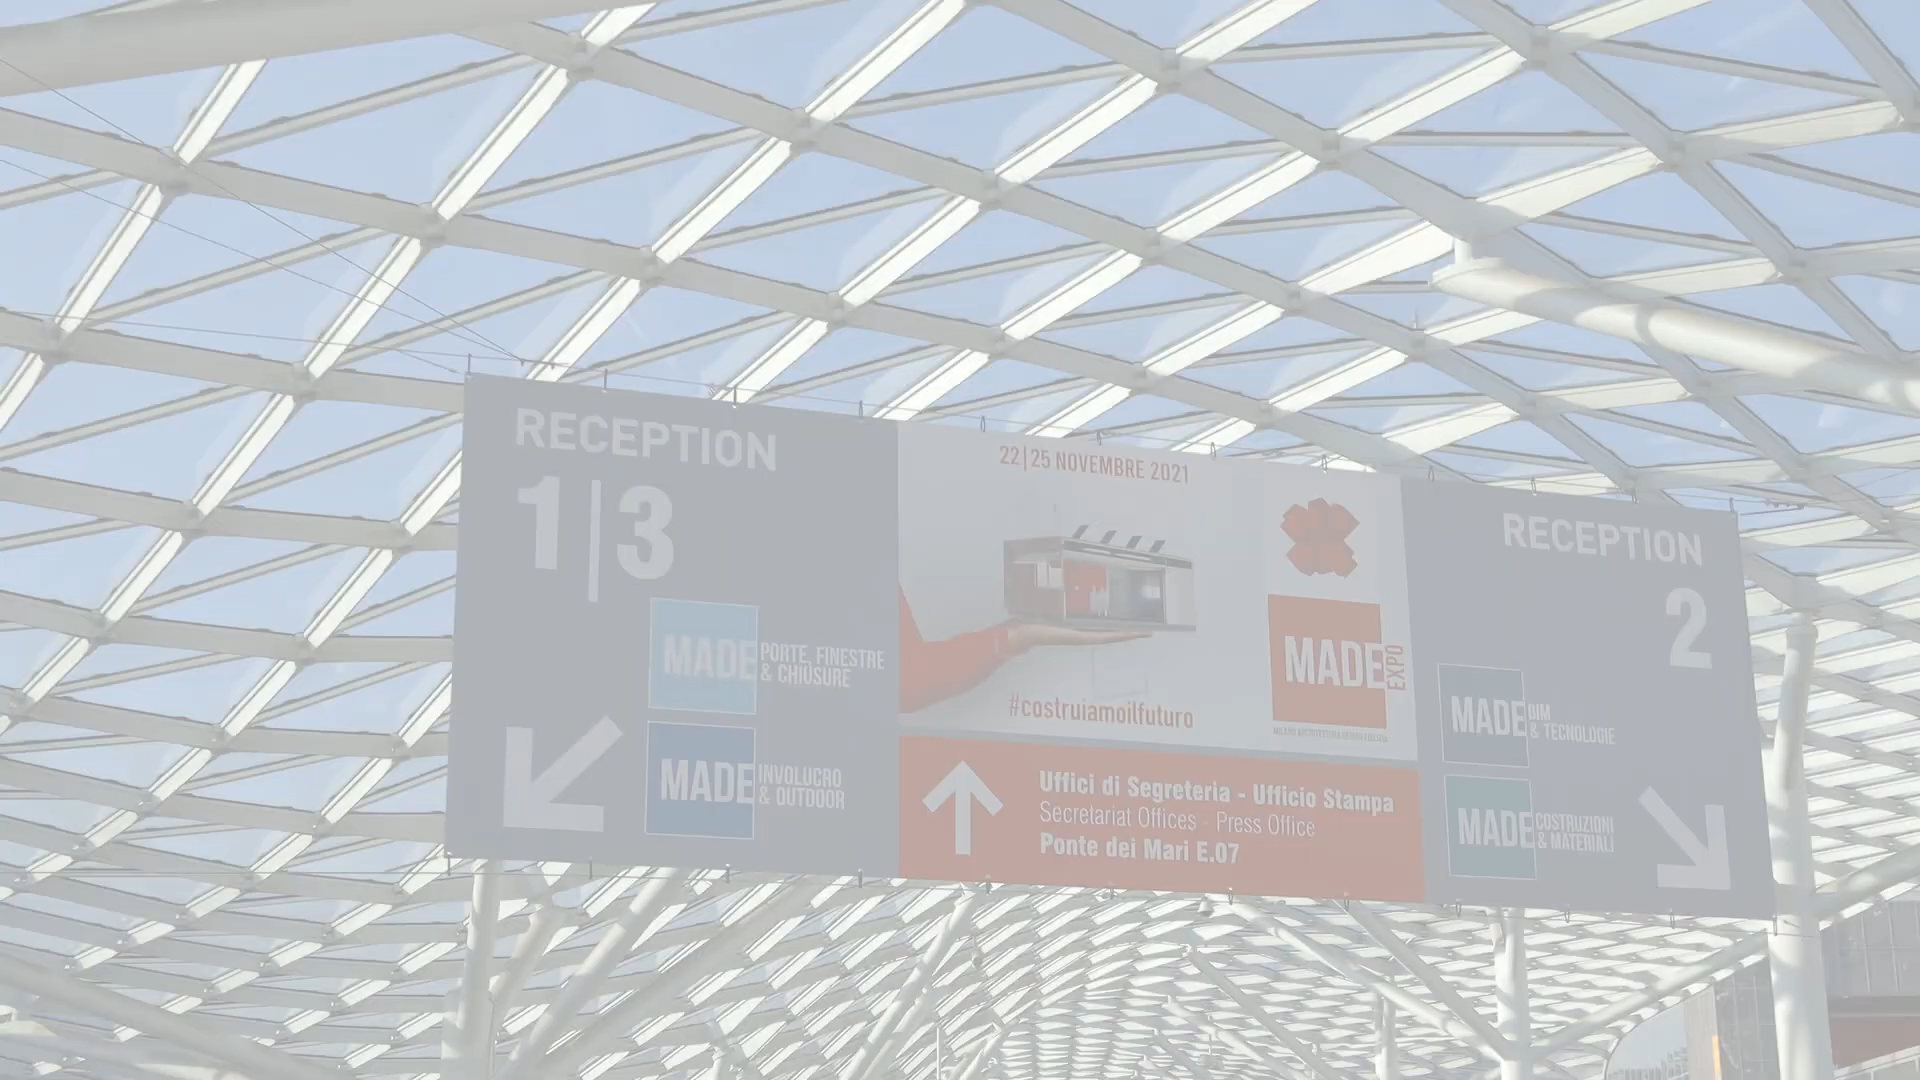 RECEPTION
1|3
MADE PORTE, FINESTRE
& CHIUSURE
MADE INVOLUCRO
& OUTDOOR
22|25 NOVEMBRE 2021
#costruiamoilfuturo
MADE EXPO
Uffici di Segreteria - Ufficio Stampa
Secretariat Offices - Press Office
Ponte dei Mari E.07
RECEPTION
2
MADE BIM
& TECNOLOGIE
MADE COSTRUZIONI
& MATERIALI